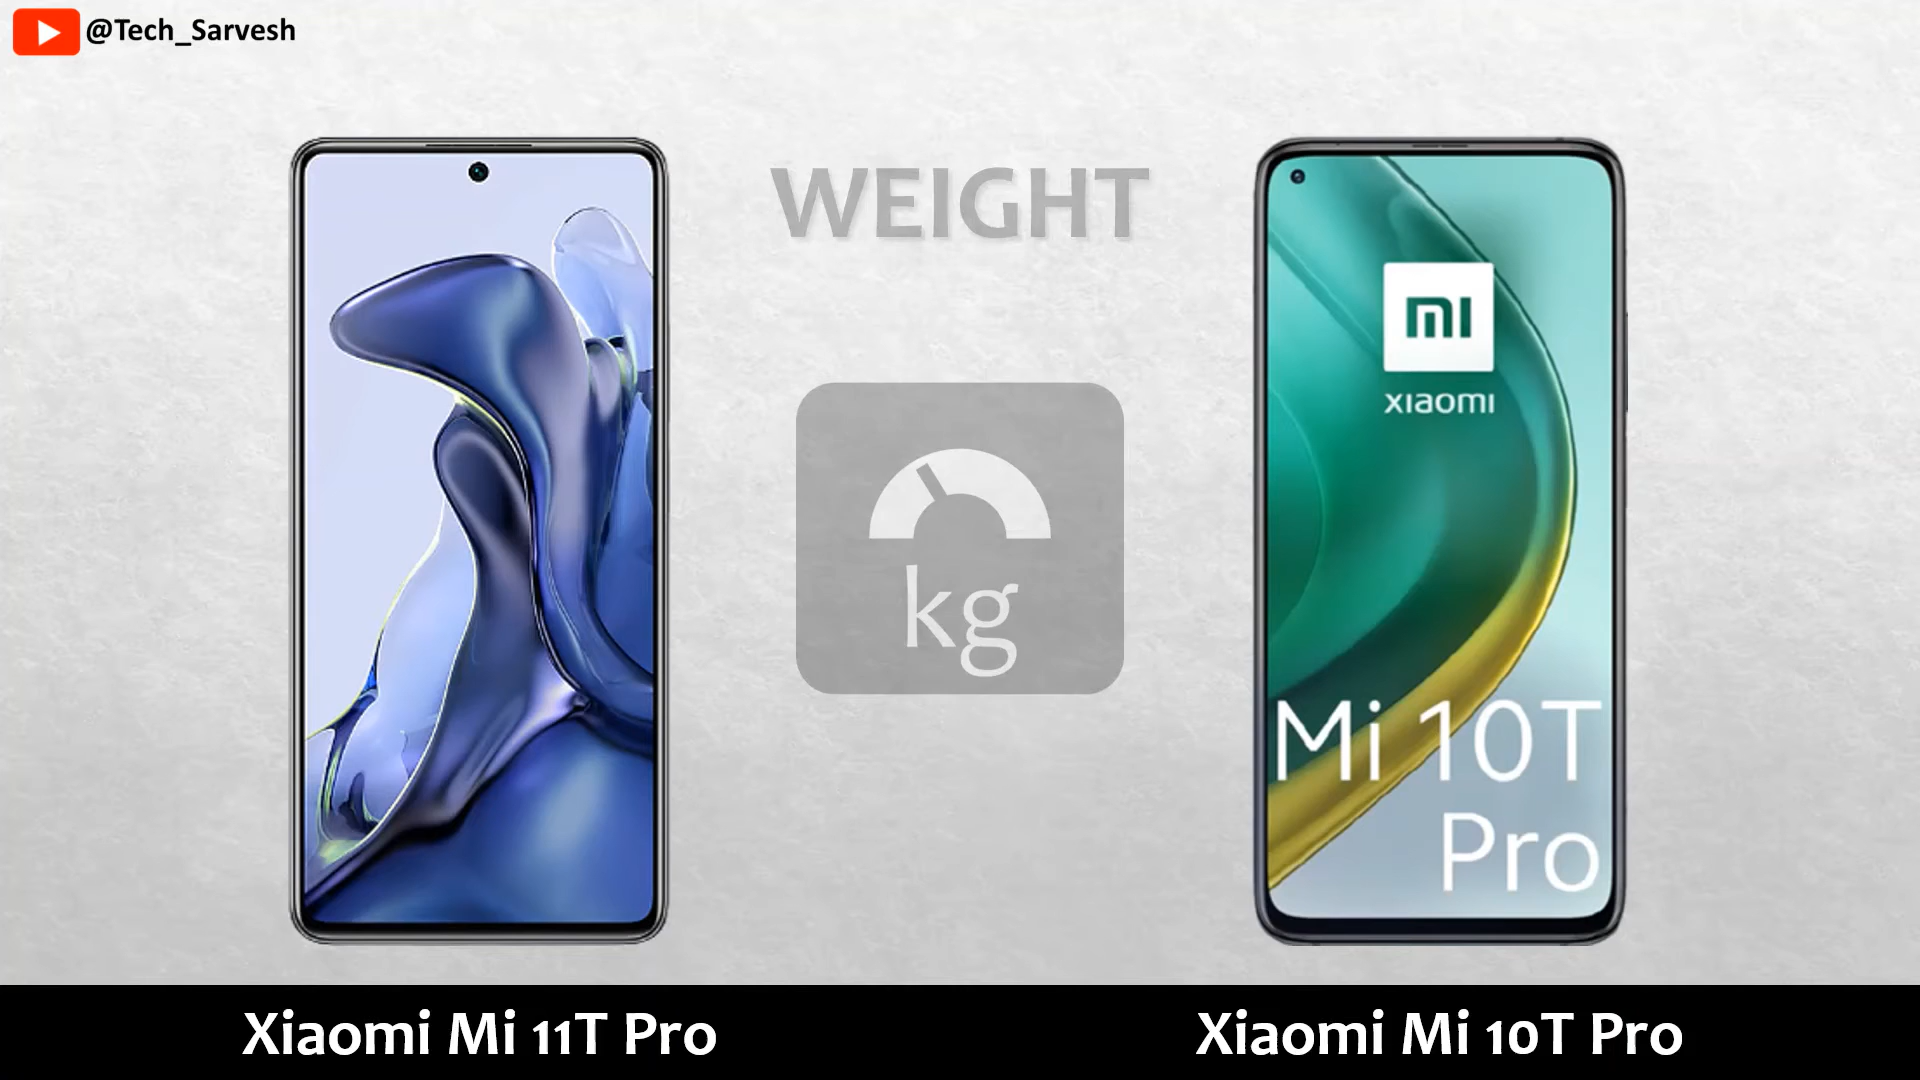 @Tech_Sarvesh
WEIGHT
mi
xiaomi
kg
Mi 10T
Pro
Xiaomi Mi 11T Pro
Xiaomi Mi 10T Pro